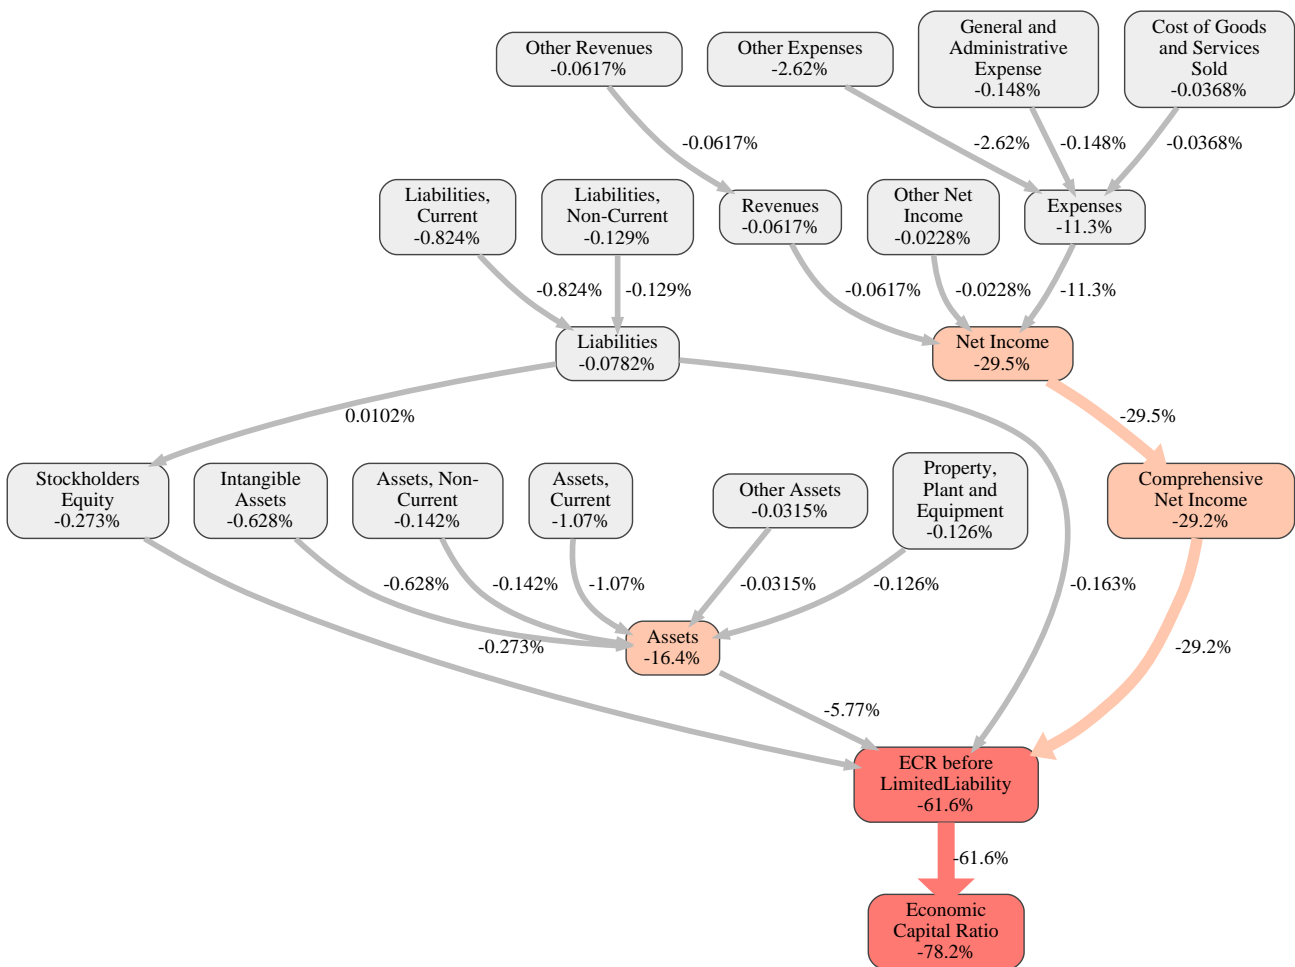 Other Revenues
-0.0617%
Other Expenses
-2.62%
General and
Administrative
Expense
-0.148%
Cost of Goods
and Services
Sold
-0.0368%
-0.0617%
-2.62%
-0.148%
-0.0368%
Liabilities,
Current
-0.824%
Liabilities,
Non-Current
-0.129%
Revenues
-0.0617%
Other Net
Income
-0.0228%
Expenses
-11.3%
-0.824%
-0.129%
-0.0617%
-0.0228%
-11.3%
Liabilities
-0.0782%
Net Income
-29.5%
0.0102%
-29.5%
Stockholders
Equity
-0.273%
Intangible
Assets
-0.628%
Assets, Non-
Current
-0.142%
Assets,
Current
-1.07%
Other Assets
-0.0315%
Property,
Plant and
Equipment
-0.126%
Comprehensive
Net Income
-29.2%
-0.628%
-0.142%
-1.07%
-0.0315%
-0.126%
-0.163%
-0.273%
Assets
-16.4%
-29.2%
-5.77%
ECR before
LimitedLiability
-61.6%
-61.6%
Economic
Capital Ratio
-78.2%